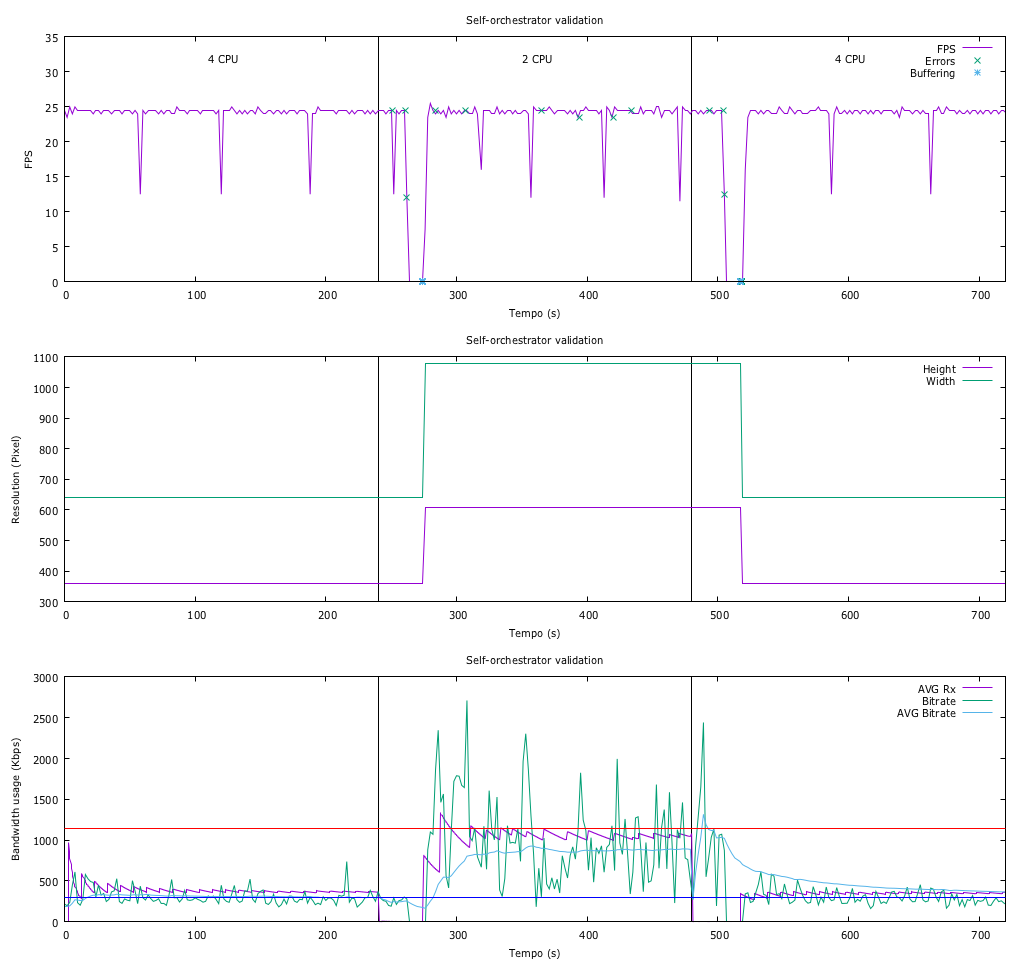 Self-orchestrator validation
35
4 CPU
2 CPU
4 CPU
FPS
Errors
Buffering
30
25
20
15
10
5
0
FPS
0 100 200 300 400 500 600 700
Tempo (s)
Self-orchestrator validation
1100
Height
Width
1000
900
800
700
600
500
400
300
Resolution (Pixel)
0 100 200 300 400 500 600 700
Tempo (s)
Self-orchestrator validation
3000
AVG Rx
Bitrate
AVG Bitrate
2500
2000
1500
1000
500
0
Bandwidth usage (Kbps)
0 100 200 300 400 500 600 700
Tempo (s)